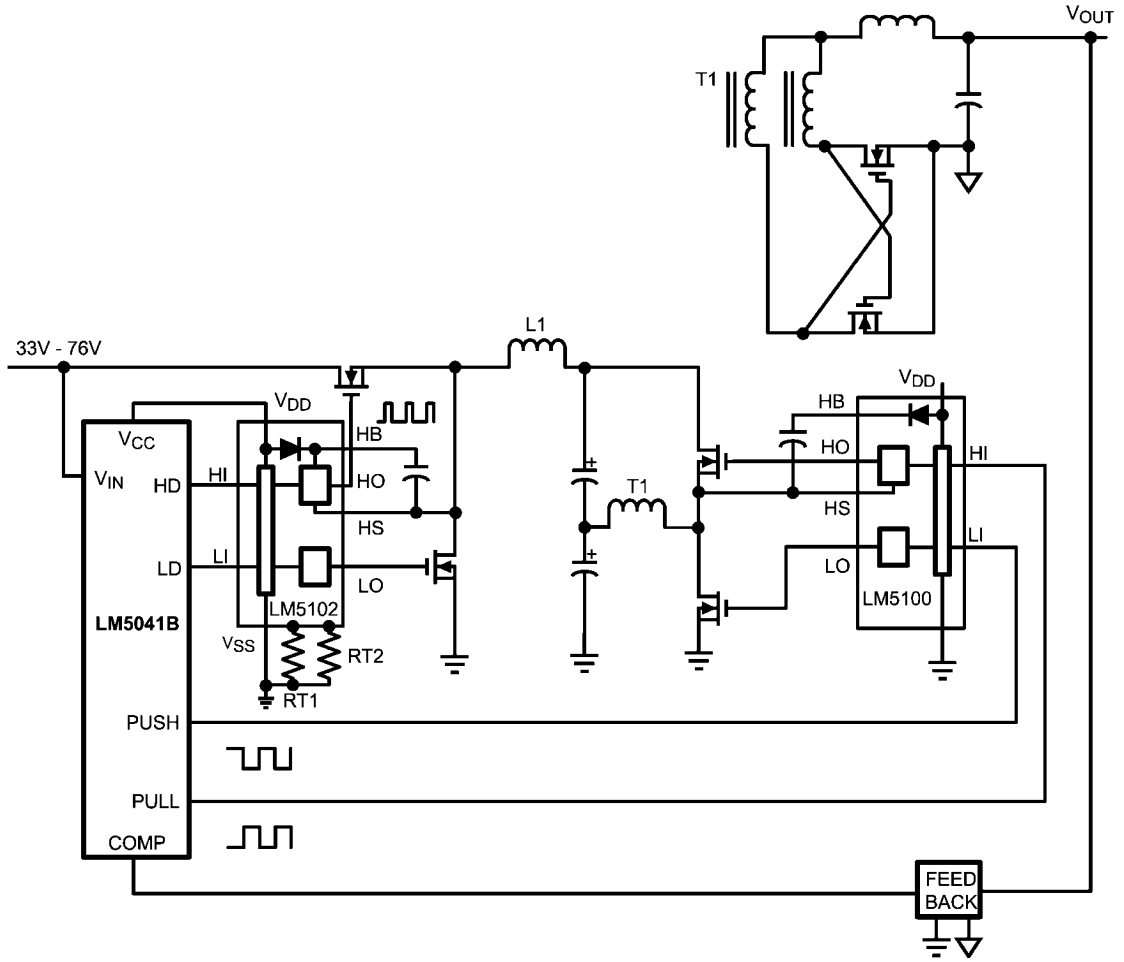 VOUT
T1
L1
33V - 76V
VDD
VDD
HB
HB
VCC
VIN
HD
HI
HO
HO
HI
T1
HS
HS
LD
LI
LO
LO
LI
LM5102
LM5100
LM5041B
VSS
RT2
RT1
PUSH
PULL
COMP
FEED
BACK